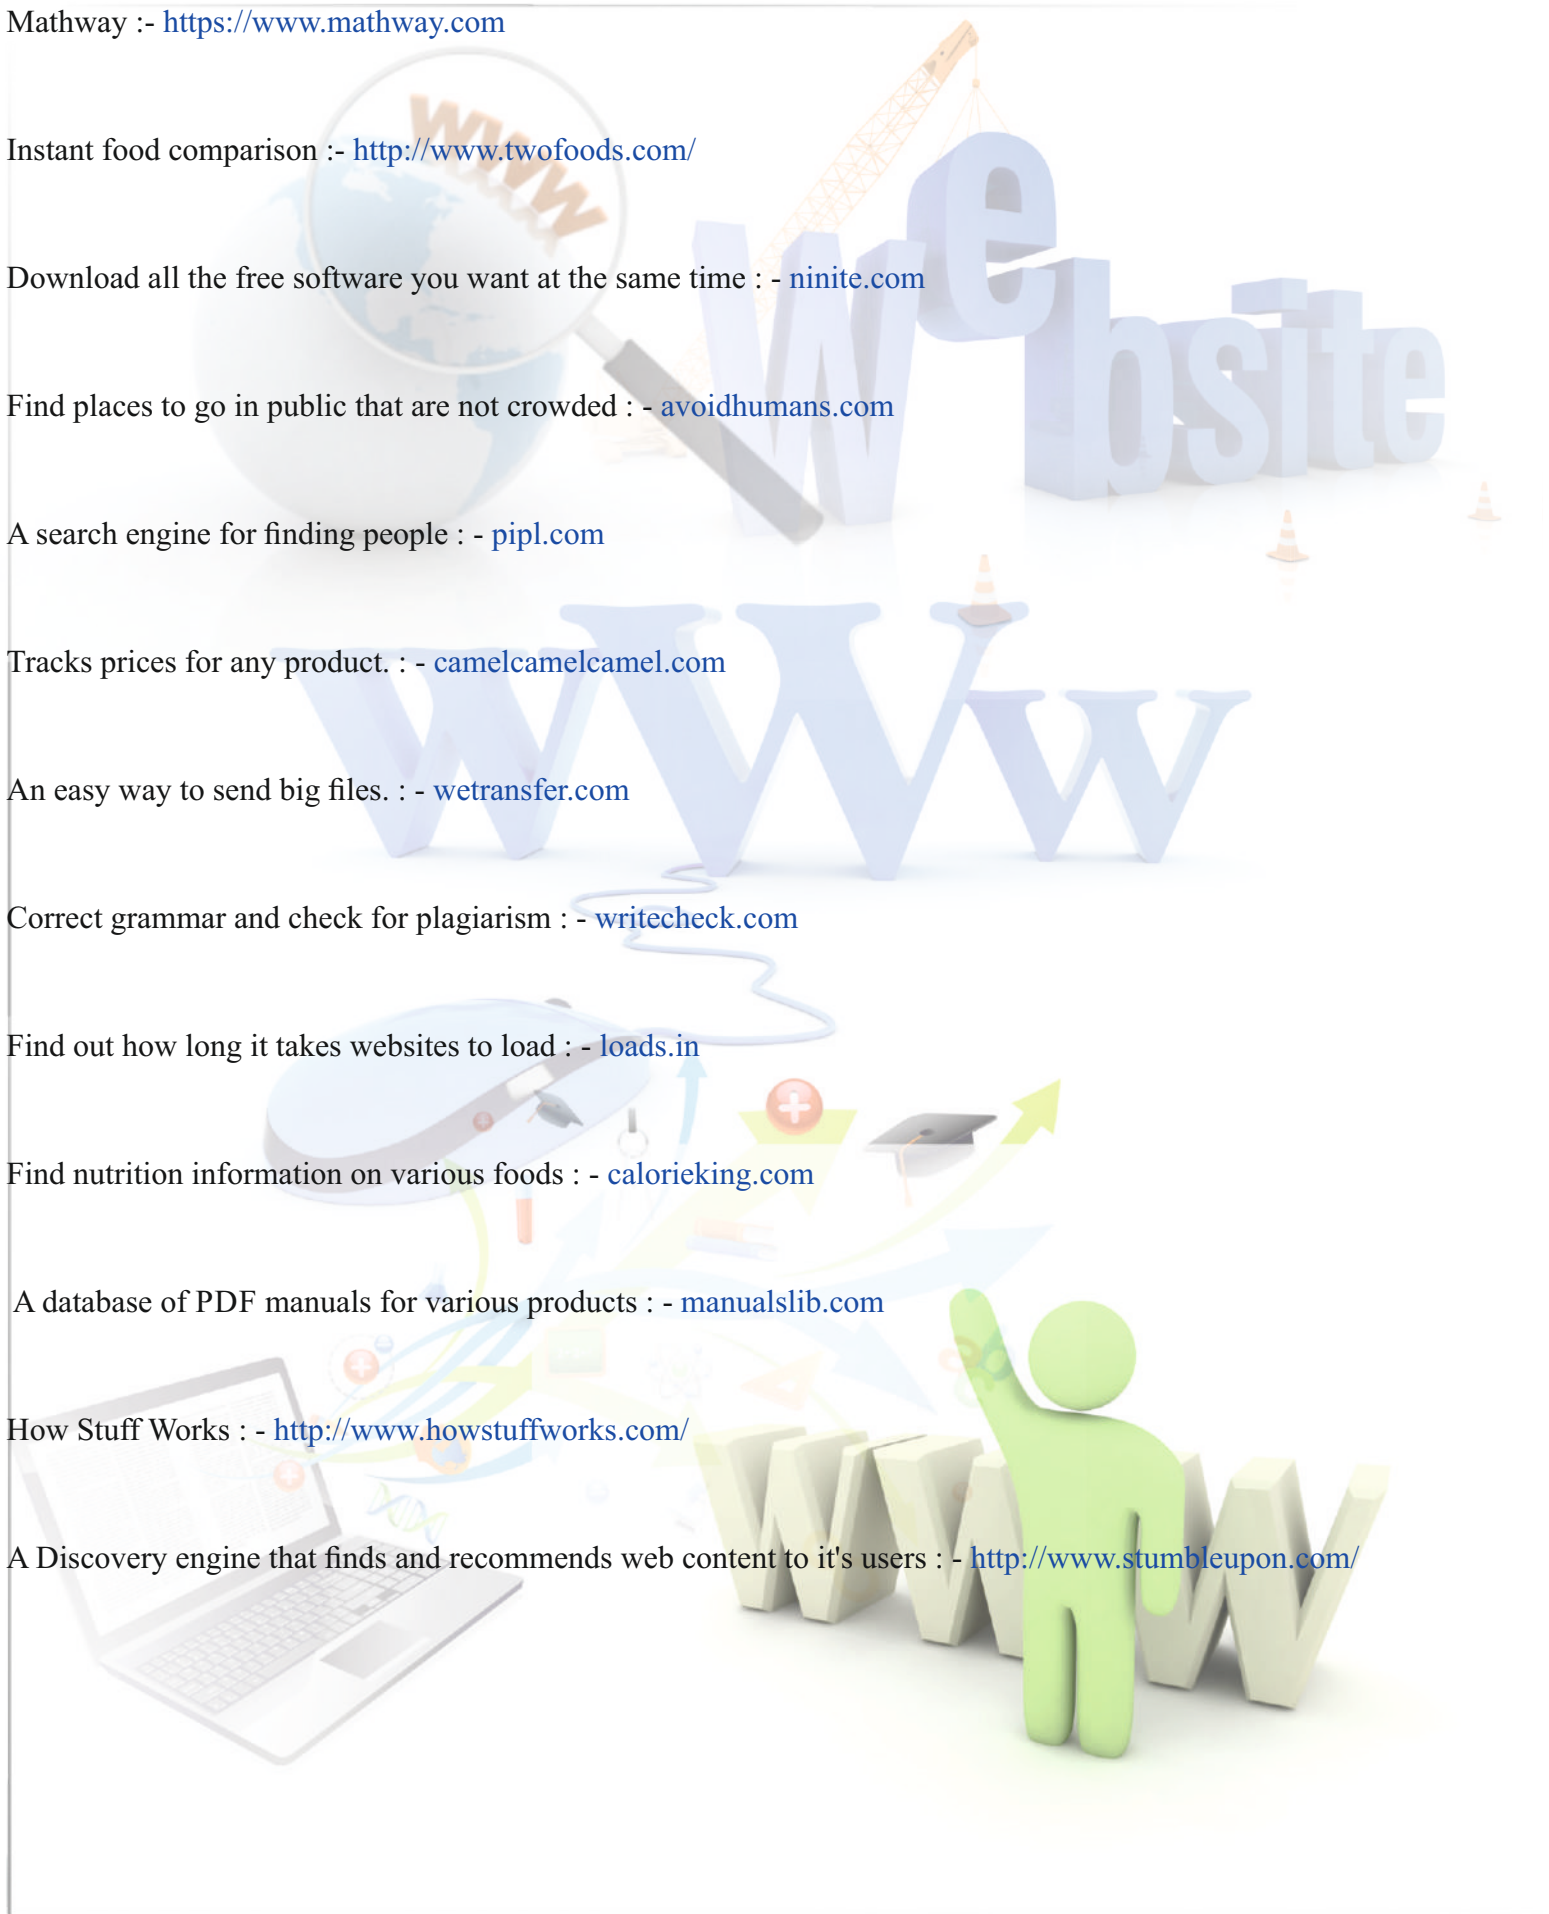 Mathway :- https://www.mathway.com
Instant food comparison :- http://www.twofoods.com/
Download all the free software you want at the same time : - ninite.com
Find places to go in public that are not crowded : - avoidhumans.com
A search engine for finding people : - pipl.com
Tracks prices for any product. : - camelcamelcamel.com
An easy way to send big files. : - wetransfer.com
Correct grammar and check for plagiarism : - writecheck.com
Find out how long it takes websites to load : - loads.in
Find nutrition information on various foods : - calorieking.com
A database of PDF manuals for various products : - manualslib.com
How Stuff Works : - http://www.howstuffworks.com/
A Discovery engine that finds and recommends web content to it's users : - http://www.stumbleupon.com/
www
Website
wWw
WWW